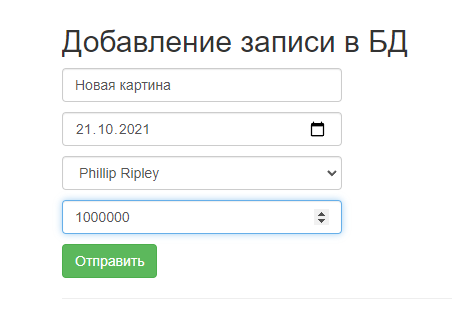 Добавление записи в БД
Новая картина
21.10.2021
Phillip Ripley
1000000
Отправить